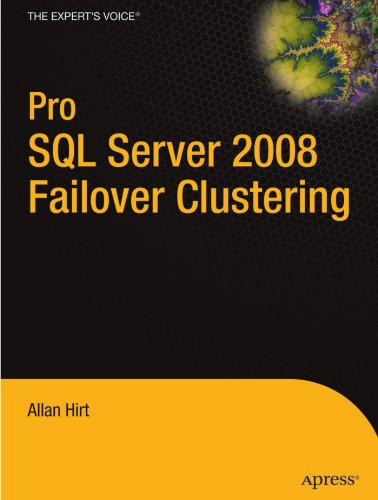 THE EXPERT'S VOICE®
Pro
SQL Server 2008
Failover Clustering
Allan Hirt
Apress®